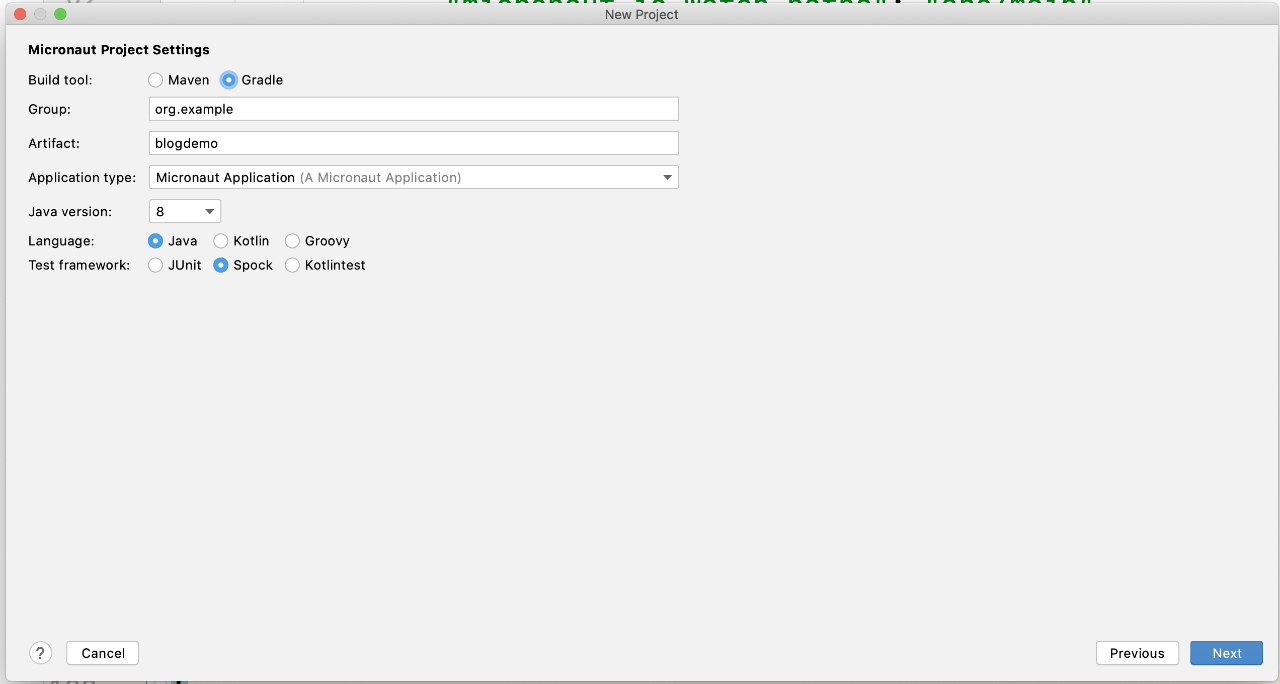 New Project
Micronaut Project Settings
Build tool: Maven Gradle
Group: org.example
Artifact: blogdemo
Application type: Micronaut Application (A Micronaut Application)
Java version: 8
Language: Java Kotlin Groovy
Test framework: JUnit Spock Kotlintest
? Cancel Previous Next